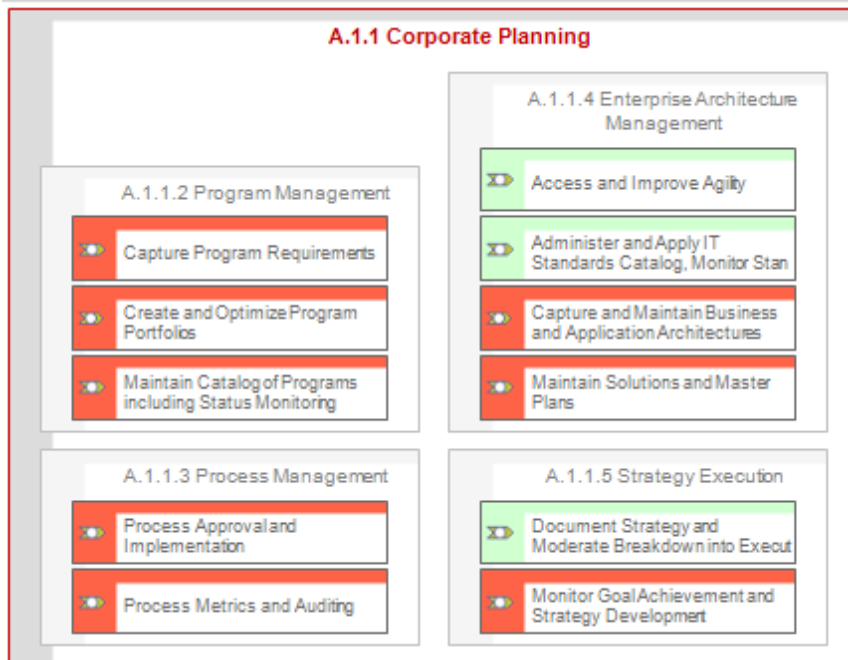 A.1.1 Corporate Planning
A.1.1.2 Program Management
Capture Program Requirements
Create and Optimize Program
Portfolios
Maintain Catalog of Programs
including Status Monitoring
A.1.1.4 Enterprise Architecture
Management
Access and Improve Agility
Administer and Apply IT
Standards Catalog, Monitor Stan
Capture and Maintain Business
and Application Architectures
Maintain Solutions and Master
Plans
A.1.1.3 Process Management
Process Approval and
Implementation
Process Metrics and Auditing
A.1.1.5 Strategy Execution
Document Strategy and
Moderate Breakdown into Execut
Monitor Goal Achievement and
Strategy Development